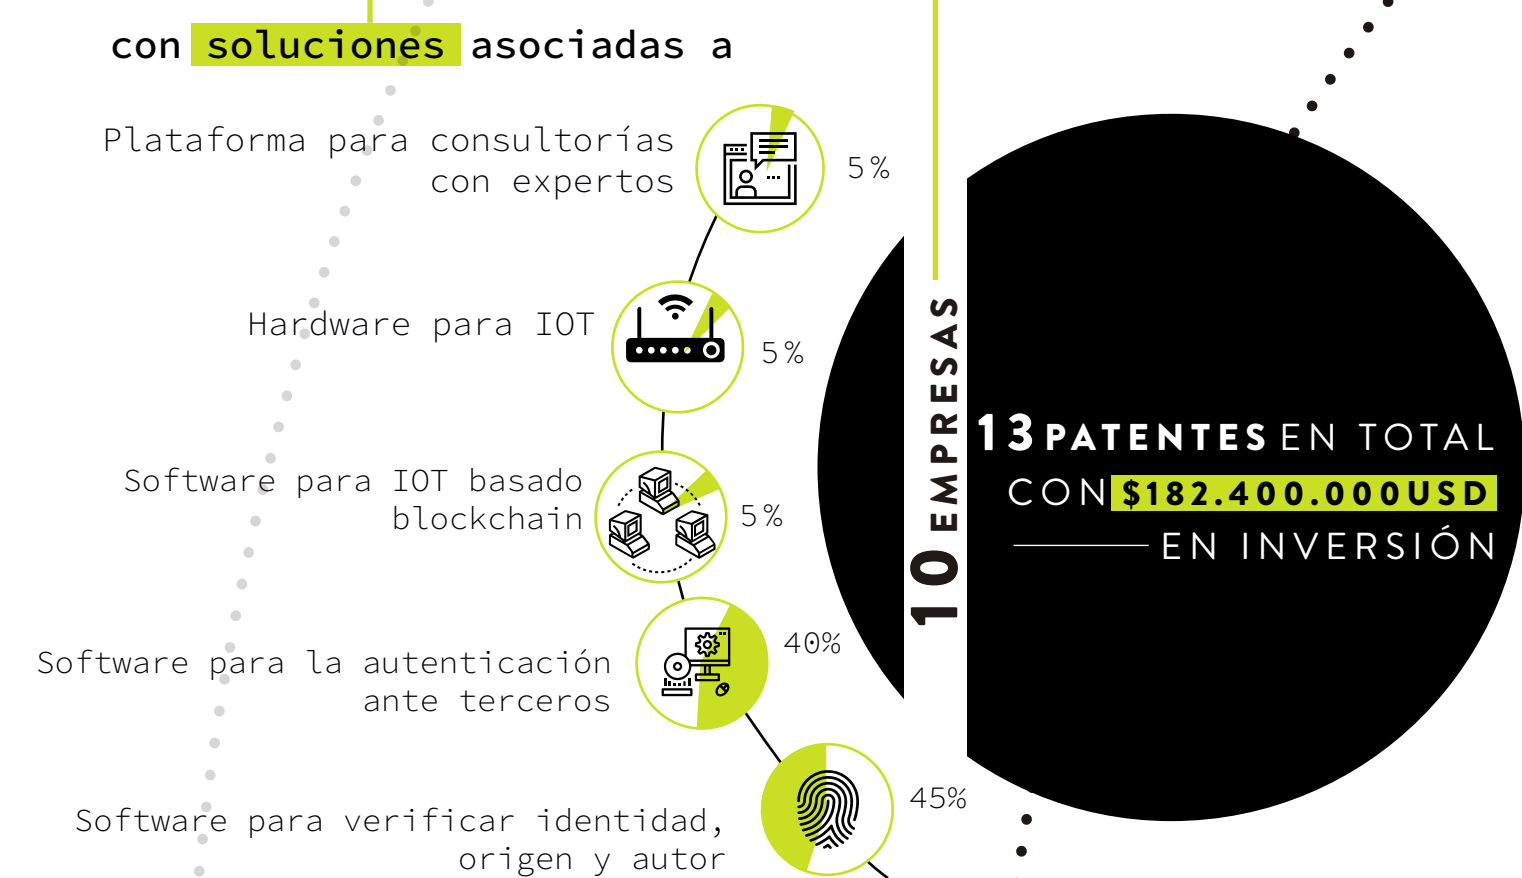 con soluciones asociadas a
Plataforma para consultorías
con expertos
5%
Hardware para IOT
5%
Software para IOT basado
blockchain
5%
Software para la autenticación
ante terceros
40%
Software para verificar identidad,
origen y autor
45%
10 EMPRESAS
13 PATENTES EN TOTAL
CON $182.400.000USD
EN INVERSIÓN